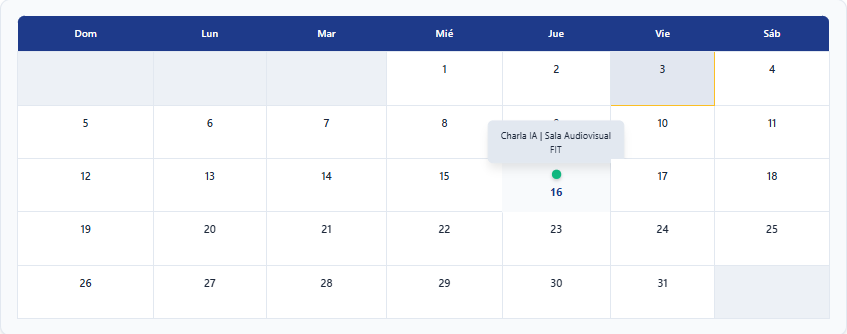 Dom Lun Mar Mié Jue Vie Sáb
1 2 3 4
5 6 7 8 10 11
Charla IA | Sala Audiovisual
FIT
12 13 14 15 16 17 18
19 20 21 22 23 24 25
26 27 28 29 30 31